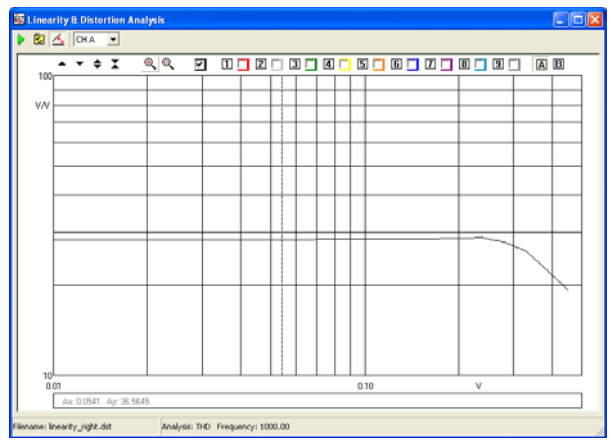 Linearity & Distortion Analysis
CH A
1 2 3 4 5 6 7 8 9 A B
100
V/V
10
0.01 0.10 V
Ax: 0.0541 Ay: 36.5645
Filename: linearity_right.dst Analysis: THD Frequency: 1000.00